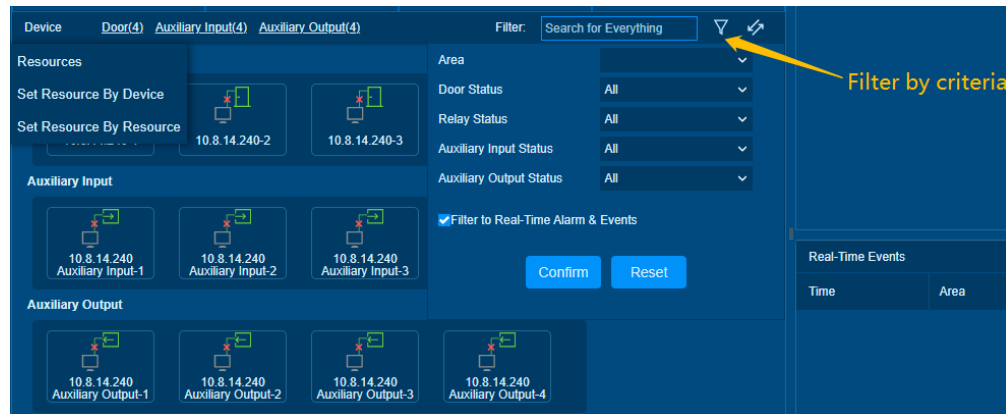 Device Door(4) Auxiliary Input(4) Auxiliary Output(4) Filter: Search for Everything
Resources
Set Resource By Device
Set Resource By Resource
10.8.14.240-2
10.8.14.240-3
Area
Door Status All
Relay Status All
Auxiliary Input Status All
Auxiliary Output Status All
Filter to Real-Time Alarm & Events
Confirm Reset
Filter by criteria
Auxiliary Input
10.8.14.240
Auxiliary Input-1
10.8.14.240
Auxiliary Input-2
10.8.14.240
Auxiliary Input-3
Auxiliary Output
10.8.14.240
Auxiliary Output-1
10.8.14.240
Auxiliary Output-2
10.8.14.240
Auxiliary Output-3
10.8.14.240
Auxiliary Output-4
Real-Time Events
Time Area